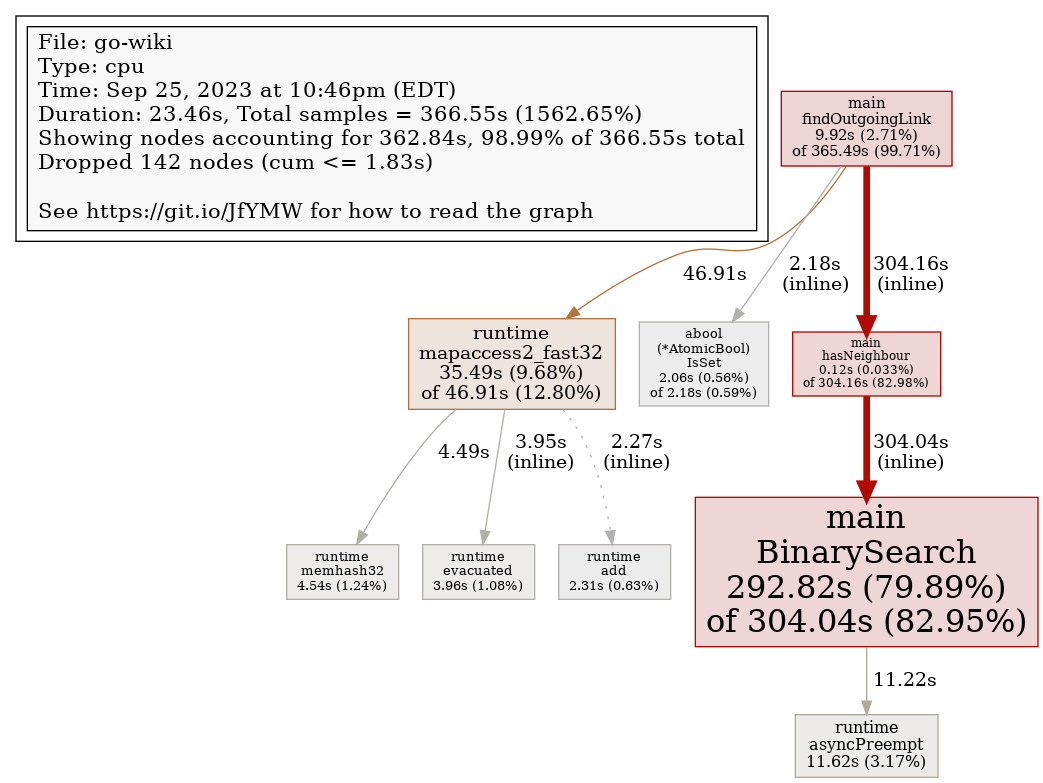 File: go-wiki
Type: cpu
Time: Sep 25, 2023 at 10:46pm (EDT)
Duration: 23.46s, Total samples = 366.55s (1562.65%)
Showing nodes accounting for 362.84s, 98.99% of 366.55s total
Dropped 142 nodes (cum <= 1.83s)
See https://git.io/JfYMW for how to read the graph
main
findOutgoingLink
9.92s (2.71%)
of 365.49s (99.71%)
46.91s
2.18s
(inline)
304.16s
(inline)
runtime
mapaccess2_fast32
35.49s (9.68%)
of 46.91s (12.80%)
abool
(*AtomicBool)
IsSet
2.06s (0.56%)
of 2.18s (0.59%)
main
hasNeighbour
0.12s (0.033%)
of 304.16s (82.98%)
4.49s
3.95s
(inline)
2.27s
(inline)
304.04s
(inline)
runtime
memhash32
4.54s (1.24%)
runtime
evacuated
3.96s (1.08%)
runtime
add
2.31s (0.63%)
main
BinarySearch
292.82s (79.89%)
of 304.04s (82.95%)
11.22s
runtime
asyncPreempt
11.62s (3.17%)